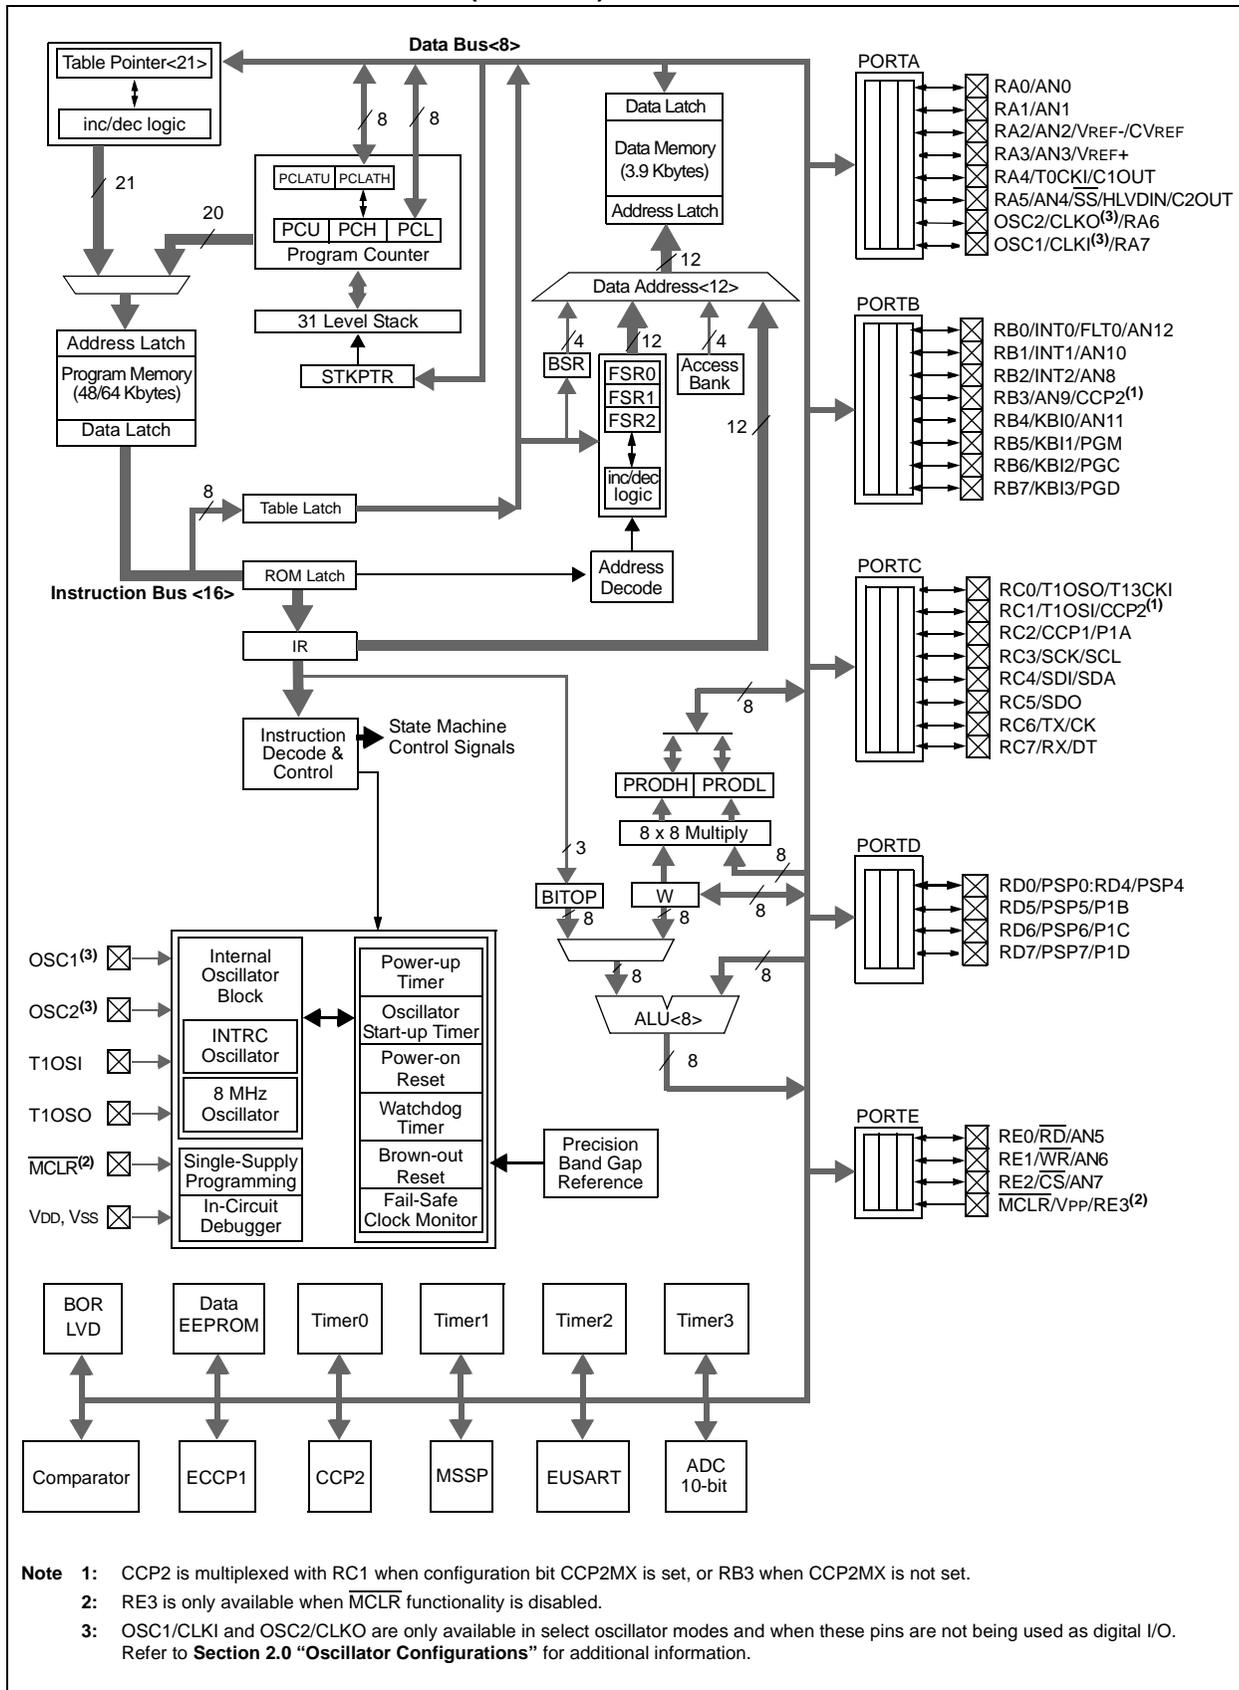 Data Bus<8>
Table Pointer<21>
inc/dec logic
21
20
8
8
PCLATU PCLATH
PCU PCH PCL
Program Counter
31 Level Stack
STKPTR
Data Latch
Data Memory
(3.9 Kbytes)
Address Latch
12
Data Address<12>
4
12
4
BSR
FSR0
FSR1
FSR2
inc/dec
logic
Access
Bank
12
Address Latch
Program Memory
(48/64 Kbytes)
Data Latch
8
Table Latch
ROM Latch
Instruction Bus <16>
Address
Decode
IR
Instruction
Decode &
Control
State Machine
Control Signals
8
PRODH PRODL
8 x 8 Multiply
3
8
BITOP
W
8
8
8
8
8
ALU<8>
8
OSC1(3)
OSC2(3)
T1OSI
T1OSO
MCLR(2)
VDD, VSS
Internal
Oscillator
Block
INTRC
Oscillator
8 MHz
Oscillator
Single-Supply
Programming
In-Circuit
Debugger
Power-up
Timer
Oscillator
Start-up Timer
Power-on
Reset
Watchdog
Timer
Brown-out
Reset
Fail-Safe
Clock Monitor
Precision
Band Gap
Reference
PORTA
RA0/AN0
RA1/AN1
RA2/AN2/VREF-/CVREF
RA3/AN3/VREF+
RA4/T0CKI/C1OUT
RA5/AN4/SS/HLVDIN/C2OUT
OSC2/CLKO(3)/RA6
OSC1/CLKI(3)/RA7
PORTB
RB0/INT0/FLT0/AN12
RB1/INT1/AN10
RB2/INT2/AN8
RB3/AN9/CCP2(1)
RB4/KBI0/AN11
RB5/KBI1/PGM
RB6/KBI2/PGC
RB7/KBI3/PGD
PORTC
RC0/T1OSO/T13CKI
RC1/T1OSI/CCP2(1)
RC2/CCP1/P1A
RC3/SCK/SCL
RC4/SDI/SDA
RC5/SDO
RC6/TX/CK
RC7/RX/DT
PORTD
RD0/PSP0:RD4/PSP4
RD5/PSP5/P1B
RD6/PSP6/P1C
RD7/PSP7/P1D
PORTE
RE0/RD/AN5
RE1/WR/AN6
RE2/CS/AN7
MCLR/VPP/RE3(2)
BOR
LVD
Data
EEPROM
Timer0
Timer1
Timer2
Timer3
Comparator
ECCP1
CCP2
MSSP
EUSART
ADC
10-bit
Note 1: CCP2 is multiplexed with RC1 when configuration bit CCP2MX is set, or RB3 when CCP2MX is not set.
2: RE3 is only available when MCLR functionality is disabled.
3: OSC1/CLKI and OSC2/CLKO are only available in select oscillator modes and when these pins are not being used as digital I/O.
Refer to Section 2.0 “Oscillator Configurations” for additional information.